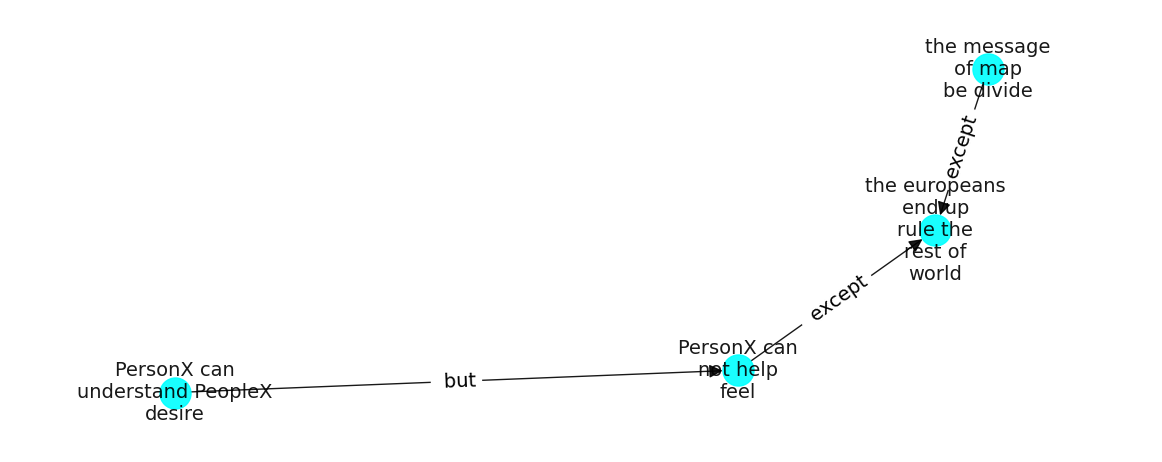 the message
of map
be divide
except
the europeans
end up
rule the
rest of
world
except
PersonX can
not help
feel
but
PersonX can
understand PeopleX
desire